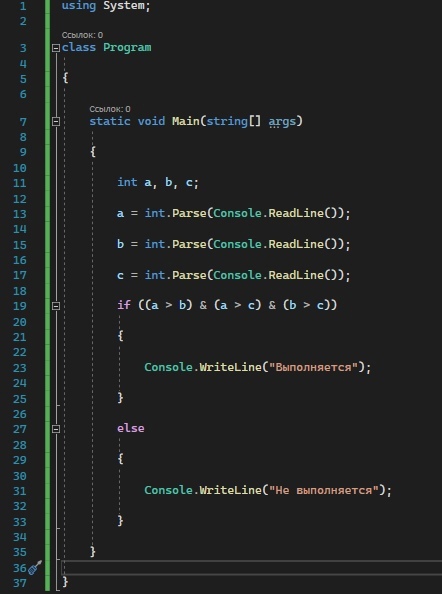 1 using System;
2
Ссылок: 0
3 class Program
4
5 {
6
Ссылок: 0
7 static void Main(string[] args)
8
9 {
10
11 int a, b, c;
12
13 a = int.Parse(Console.ReadLine());
14
15 b = int.Parse(Console.ReadLine());
16
17 c = int.Parse(Console.ReadLine());
18
19 if ((a > b) & (a > c) & (b > c))
20
21 {
22
23 Console.WriteLine("Выполняется");
24
25 }
26
27 else
28
29 {
30
31 Console.WriteLine("Не выполняется");
32
33 }
34
35 }
36
37 }